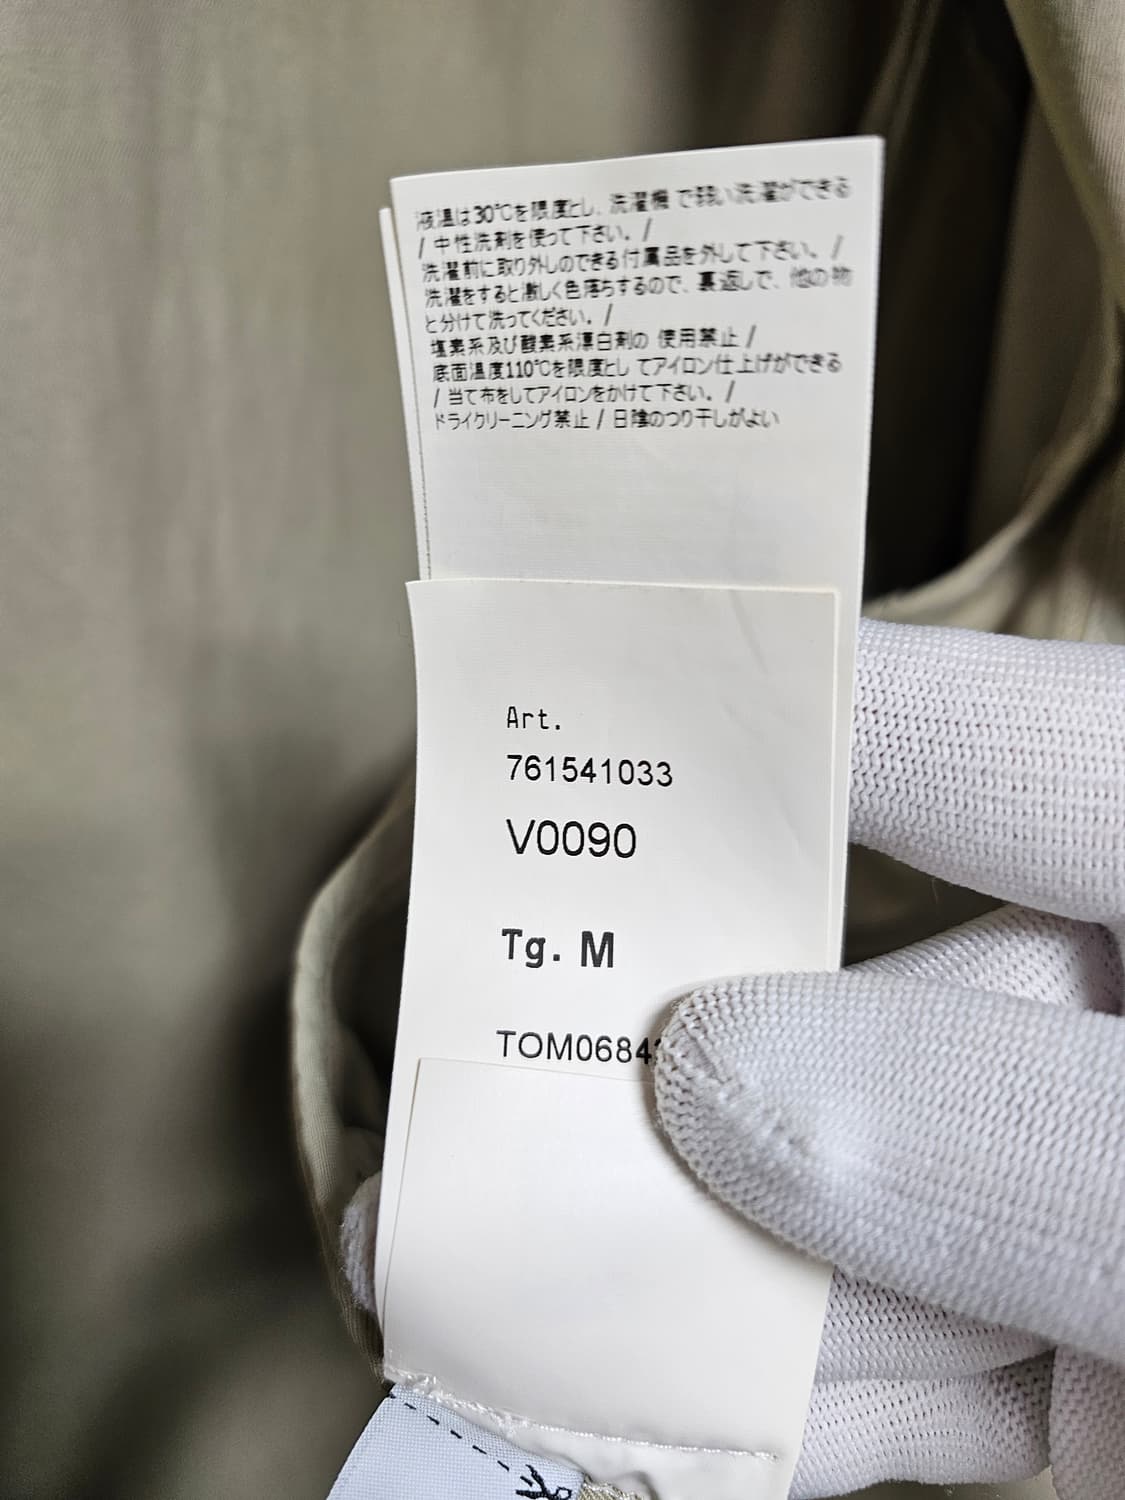 液温は30℃を限度とし、洗濯機 で弱い洗濯ができる
/ 中性洗剤を使って下さい。 /
洗濯前に取り外しのできる付属品を外して下さい。 /
洗濯をすると激しく色落ちするので、裏返しで、他の物
と分けて洗ってください。 /
塩素系及び酸素系漂白剤の 使用禁止 /
底面温度110℃を限度とし てアイロン仕上げができる
/ 当て布をしてアイロンをかけて下さい。 /
ドライクリーニング禁止 / 日陰のつり干しがよい
Art.
761541033
V0090
Tg. M
TOM0684